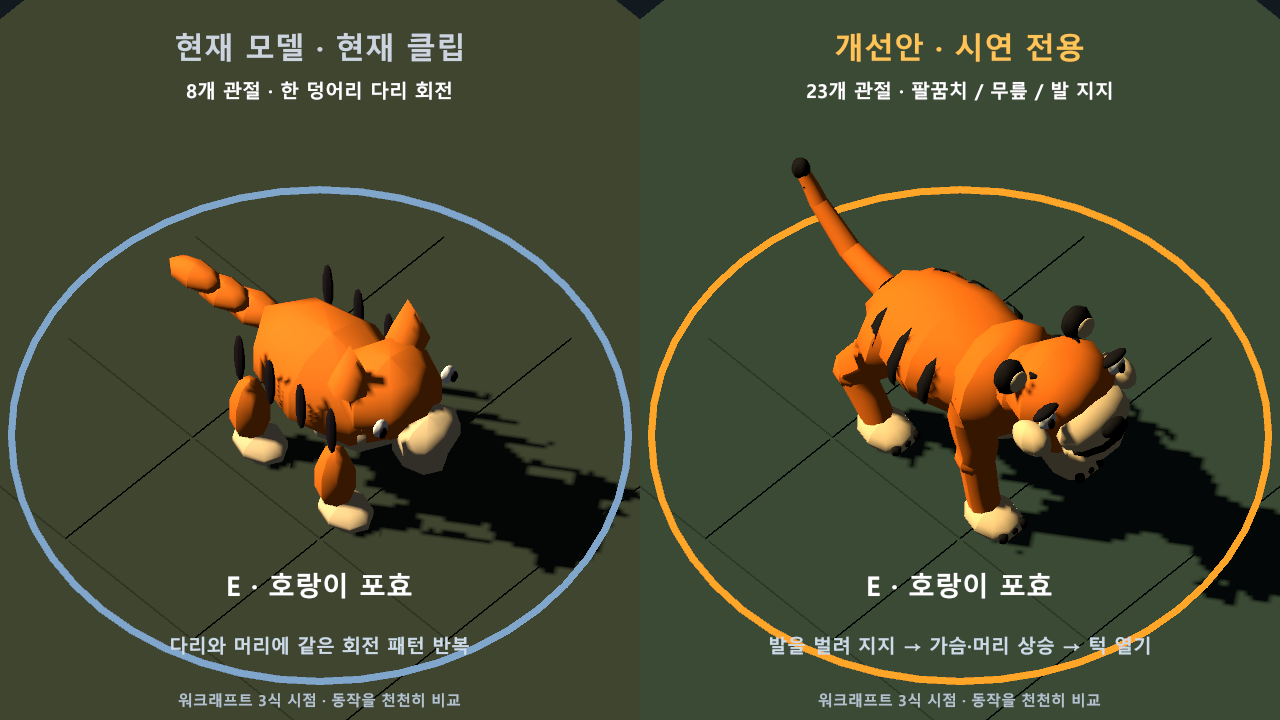 현재 모델 · 현재 클립
8개 관절 · 한 덩어리 다리 회전
E · 호랑이 포효
다리와 머리에 같은 회전 패턴 반복
워크래프트 3식 시점 · 동작을 천천히 비교
개선안 · 시연 전용
23개 관절 · 팔꿈치 / 무릎 / 발 지지
E · 호랑이 포효
발을 벌려 지지 → 가슴·머리 상승 → 턱 열기
워크래프트 3식 시점 · 동작을 천천히 비교